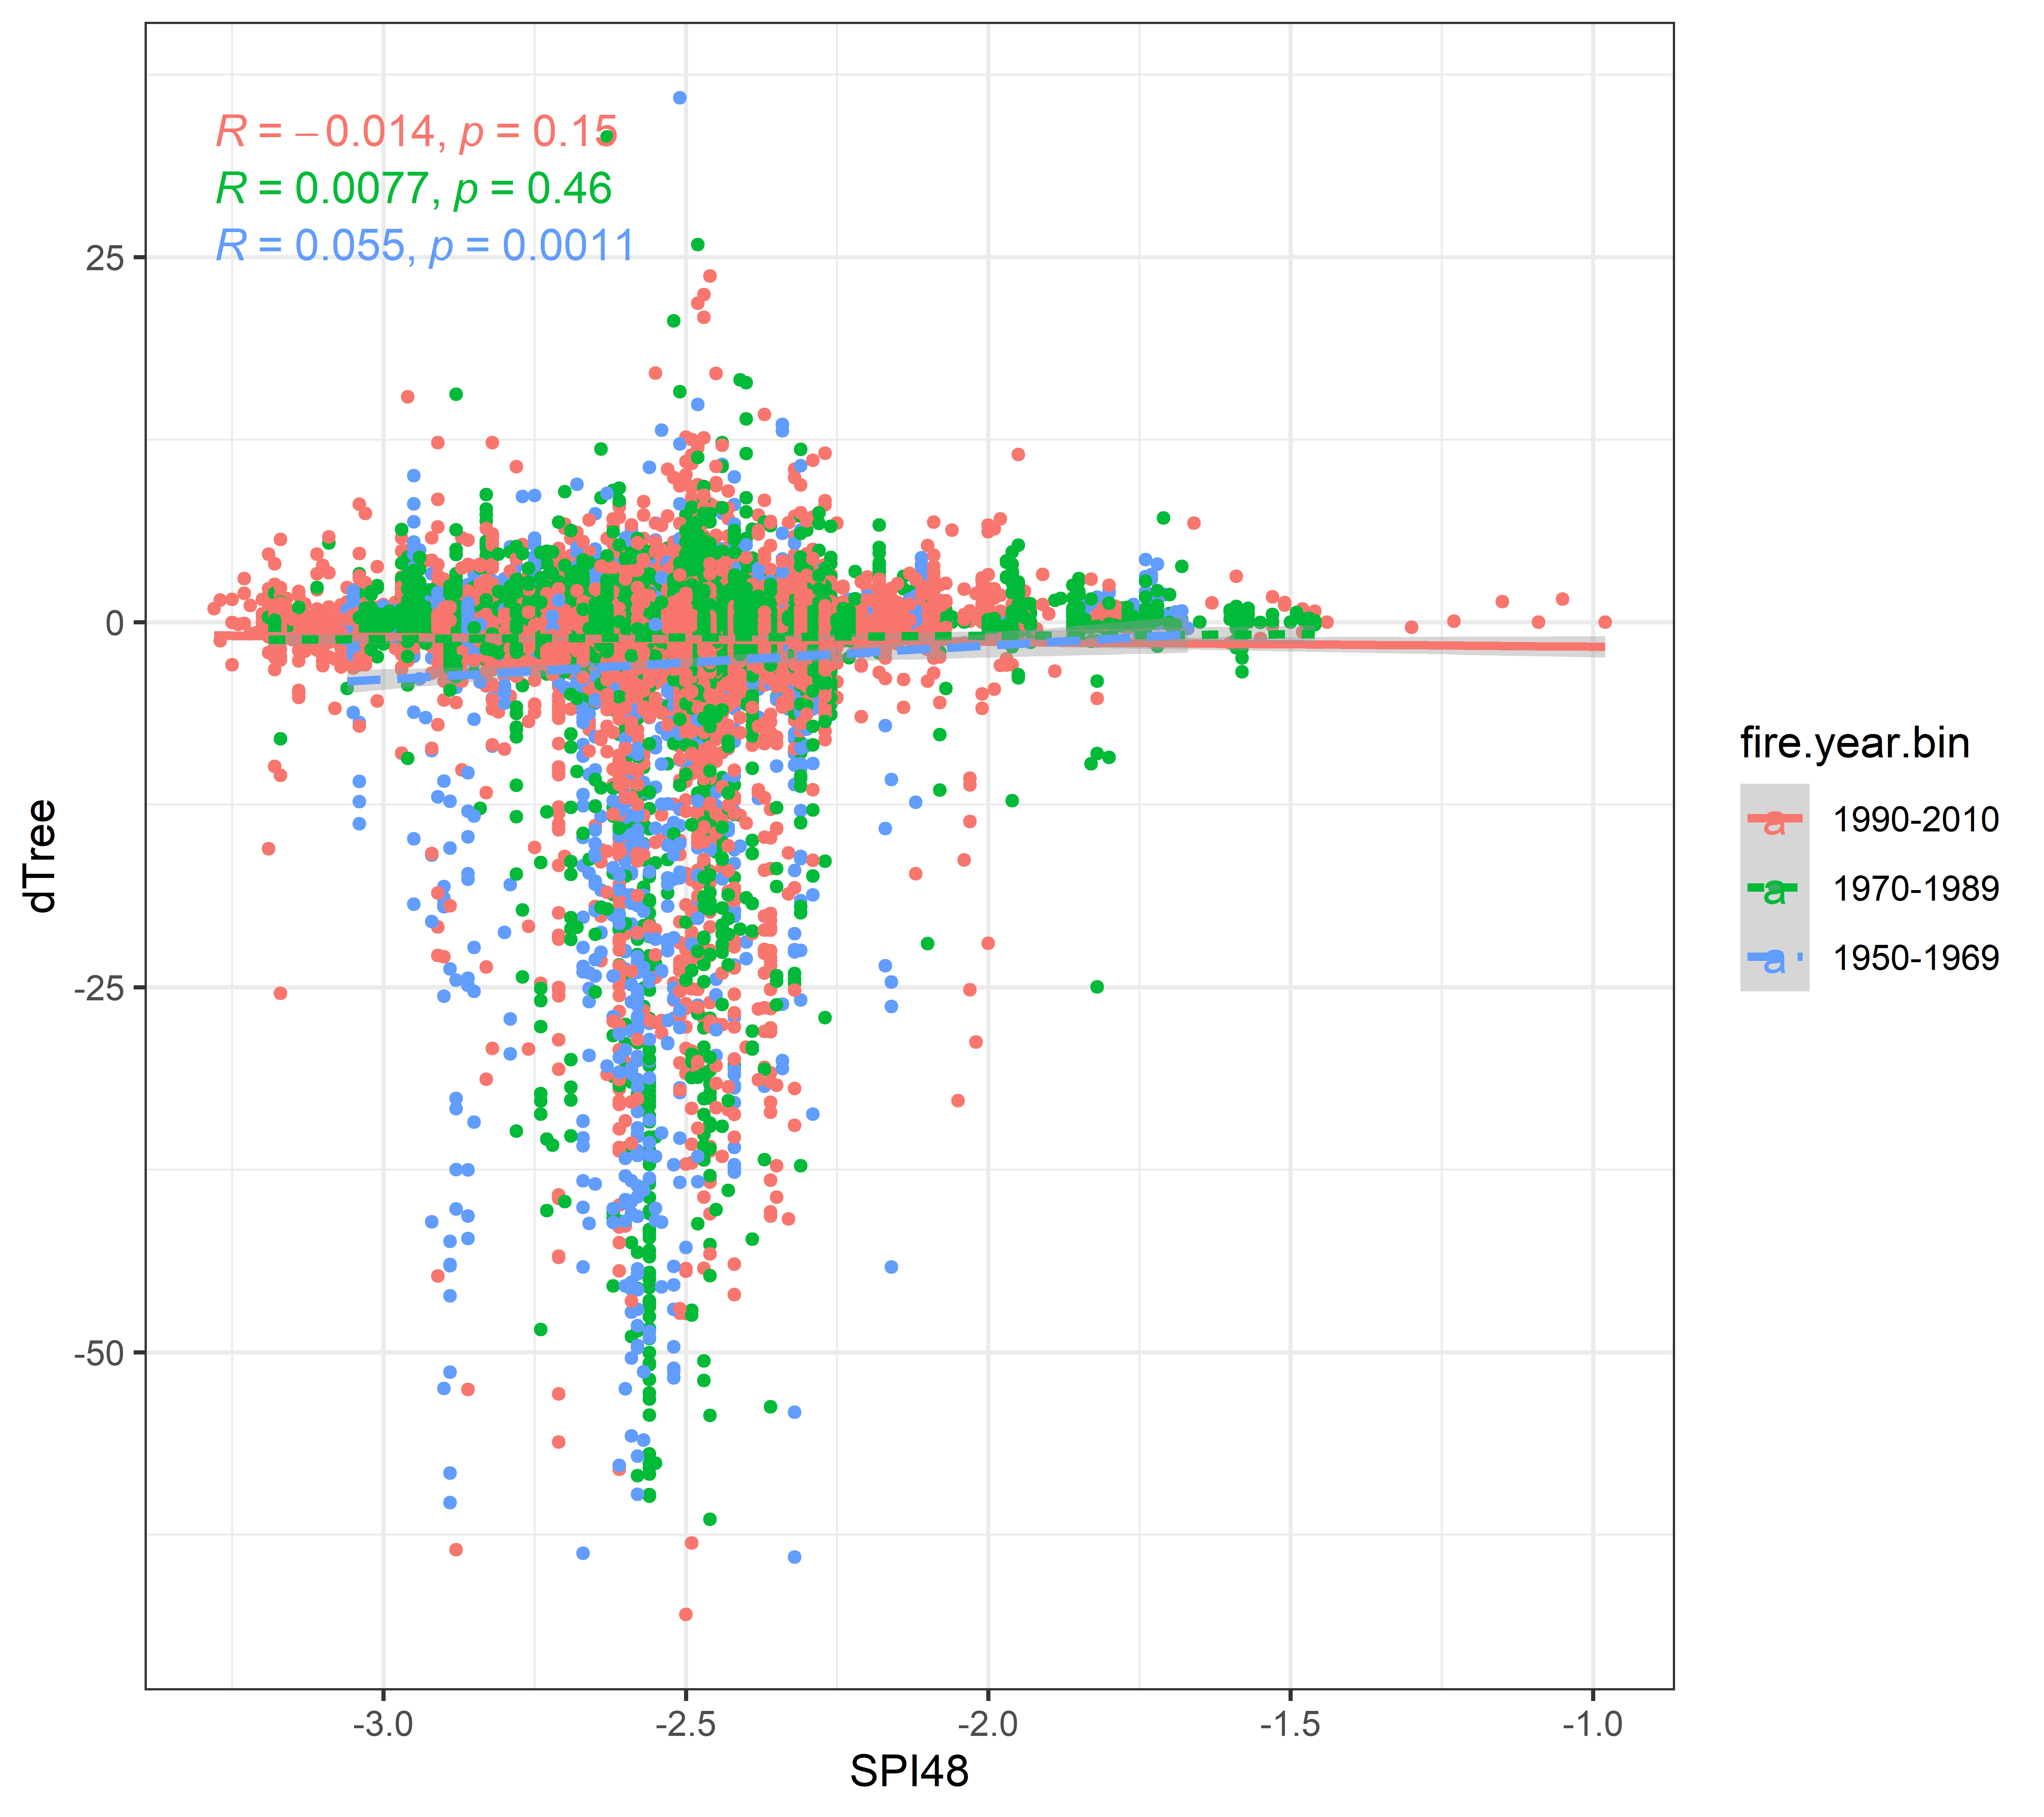 R = −0.014, p = 0.15
R = 0.0077, p = 0.46
R = 0.055, p = 0.0011
25
0
-25
-50
dTree
-3.0
-2.5
-2.0
-1.5
-1.0
SPI48
fire.year.bin
a 1990-2010
a 1970-1989
a 1950-1969